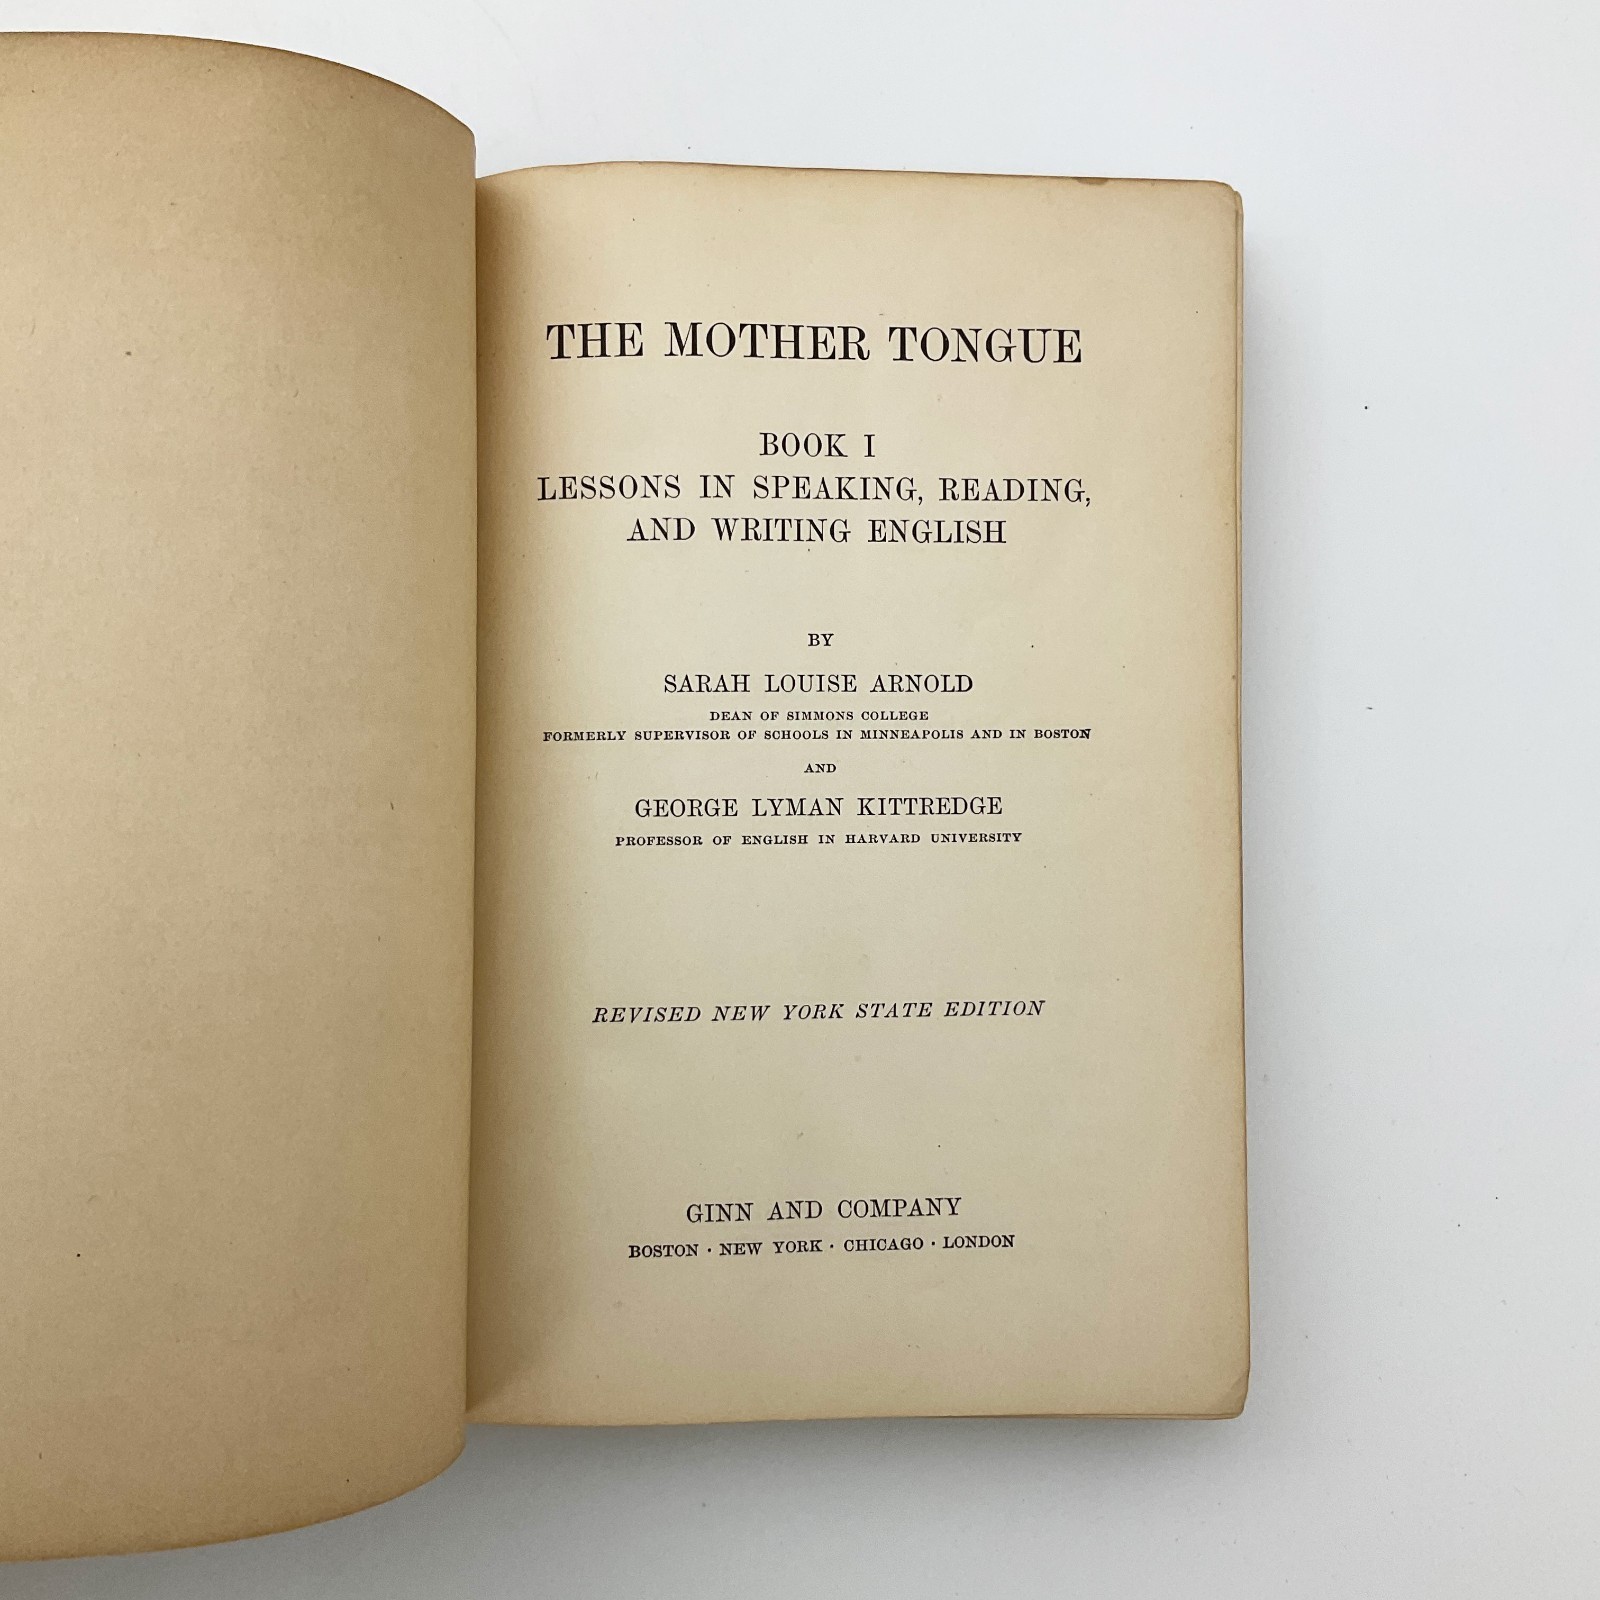 THE MOTHER TONGUE
BOOK I
LESSONS IN SPEAKING, READING,
AND WRITING ENGLISH
BY
SARAH LOUISE ARNOLD
DEAN OF SIMMONS COLLEGE
FORMERLY SUPERVISOR OF SCHOOLS IN MINNEAPOLIS AND IN BOSTON
AND
GEORGE LYMAN KITTREDGE
PROFESSOR OF ENGLISH IN HARVARD UNIVERSITY
REVISED NEW YORK STATE EDITION
GINN AND COMPANY
BOSTON · NEW YORK · CHICAGO · LONDON